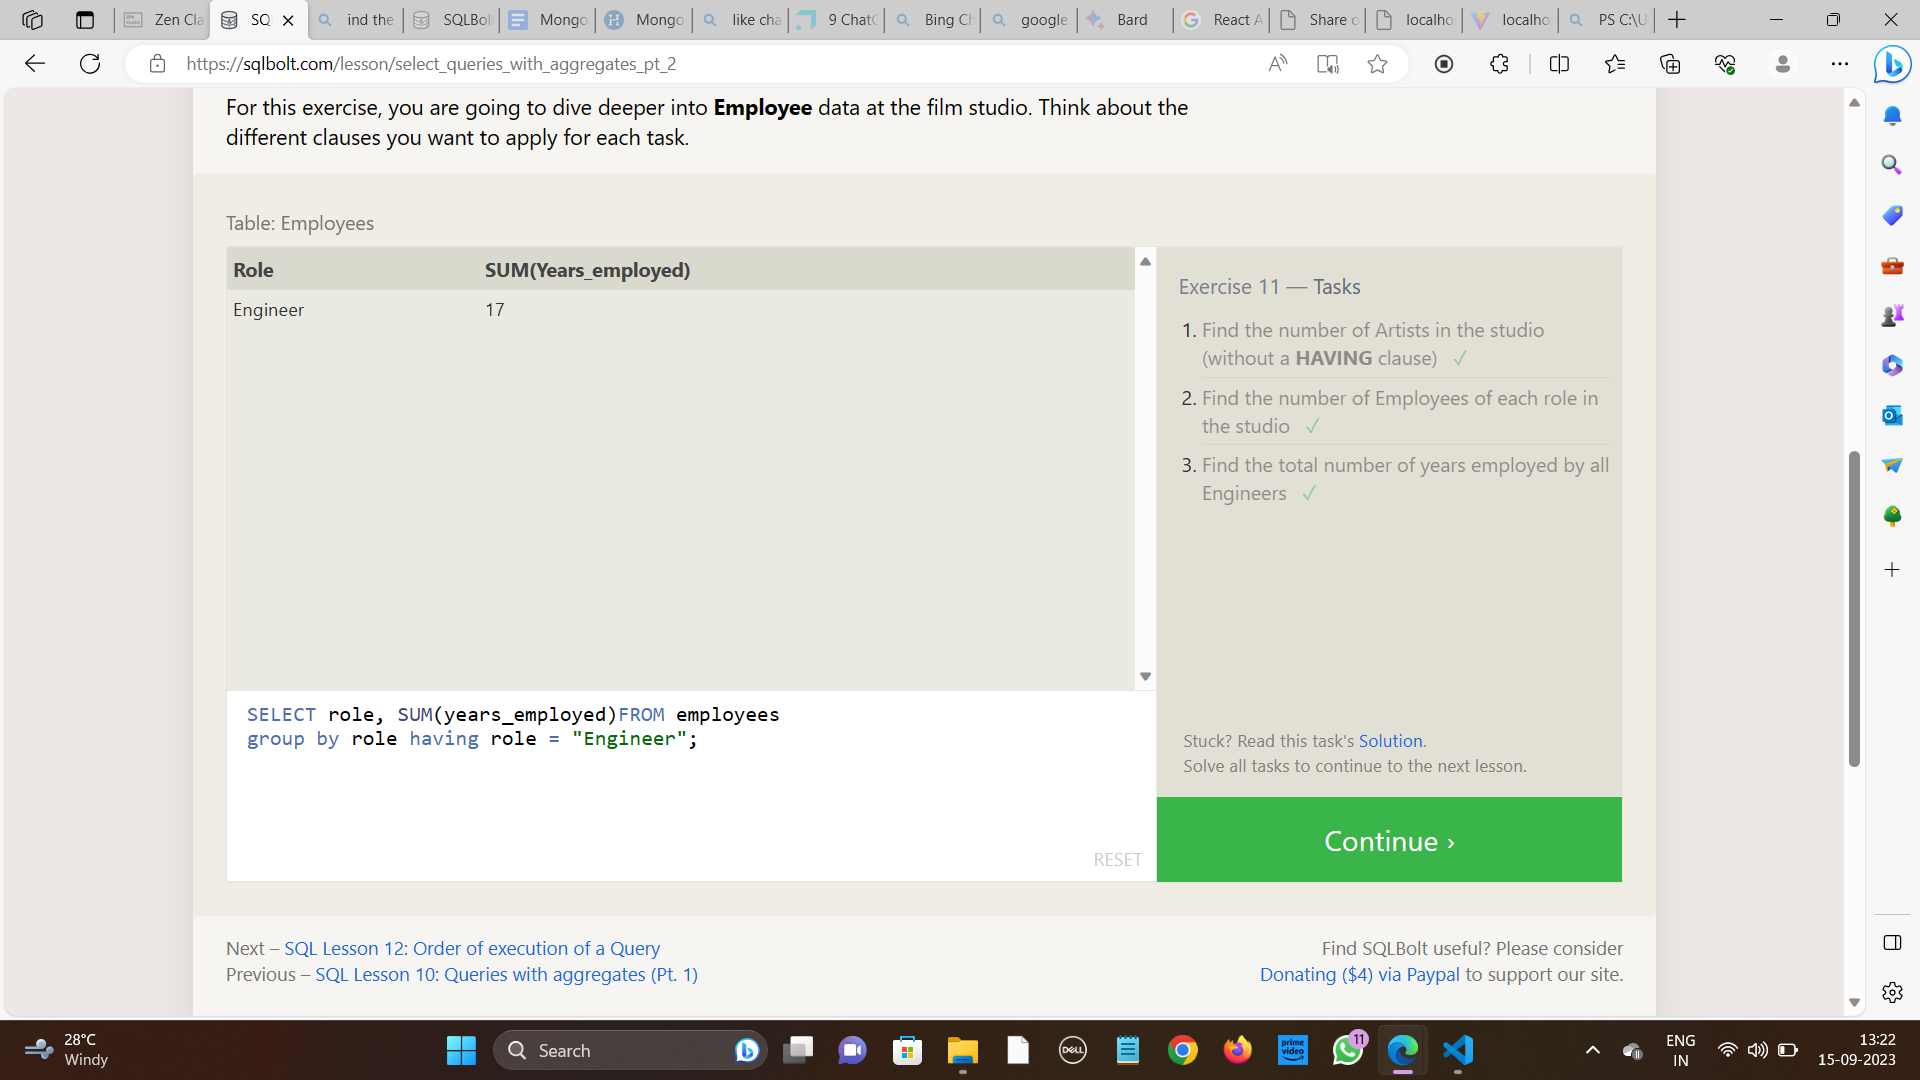 Zen Cla
SQ
ind the
SQLBolt
Mongo
Mongo
like cha
9 ChatG
Bing Ch
google
Bard
React A
Share o
localho
localho
PS C:\U
https://sqlbolt.com/lesson/select_queries_with_aggregates_pt_2
For this exercise, you are going to dive deeper into Employee data at the film studio. Think about the
different clauses you want to apply for each task.
Table: Employees
Role SUM(Years_employed)
Engineer 17
SELECT role, SUM(years_employed)FROM employees
group by role having role = "Engineer";
RESET
Exercise 11 — Tasks
1. Find the number of Artists in the studio
(without a HAVING clause) ✓
2. Find the number of Employees of each role in
the studio ✓
3. Find the total number of years employed by all
Engineers ✓
Stuck? Read this task's Solution.
Solve all tasks to continue to the next lesson.
Continue ›
Next – SQL Lesson 12: Order of execution of a Query
Previous – SQL Lesson 10: Queries with aggregates (Pt. 1)
Find SQLBolt useful? Please consider
Donating ($4) via Paypal to support our site.
28°C
Windy
Search
DELL
prime video
11
ENG
IN
13:22
15-09-2023